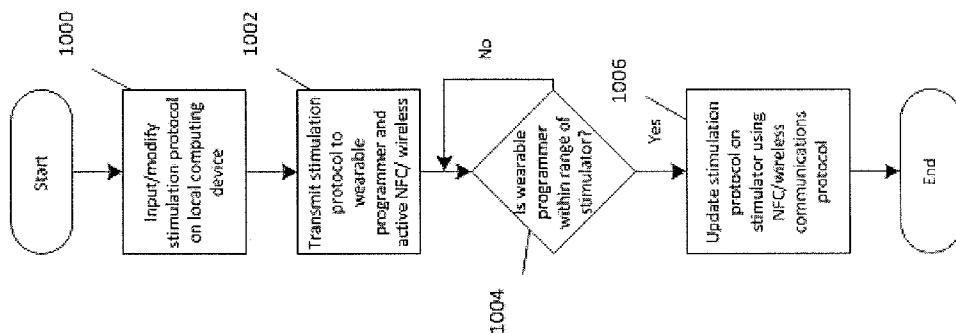 Start
1000
Input/modify
stimulation protocol
on local computing
device
1002
Transmit stimulation
protocol to
wearable
programmer and
active NFC/ wireless
No
1004
Is wearable
programmer
within range of
stimulator?
Yes
1006
Update stimulation
protocol on
stimulator using
NFC/wireless
communications
protocol
End